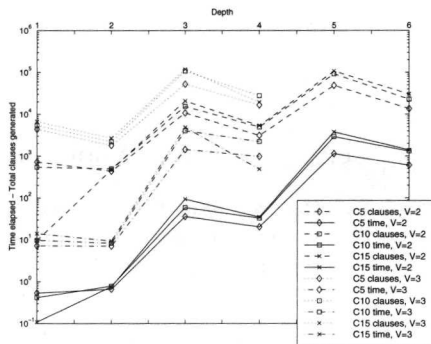 Depth
1 2 3 4 5 6
10^6
10^5
10^4
10^3
10^2
10^1
10^0
10^-1
Time elapsed - Total clauses generated
C5 clauses, V=2
C5 time, V=2
C10 clauses, V=2
C10 time, V=2
C15 clauses, V=2
C15 time, V=2
C5 clauses, V=3
C5 time, V=3
C10 clauses, V=3
C10 time, V=3
C15 clauses, V=3
C15 time, V=3